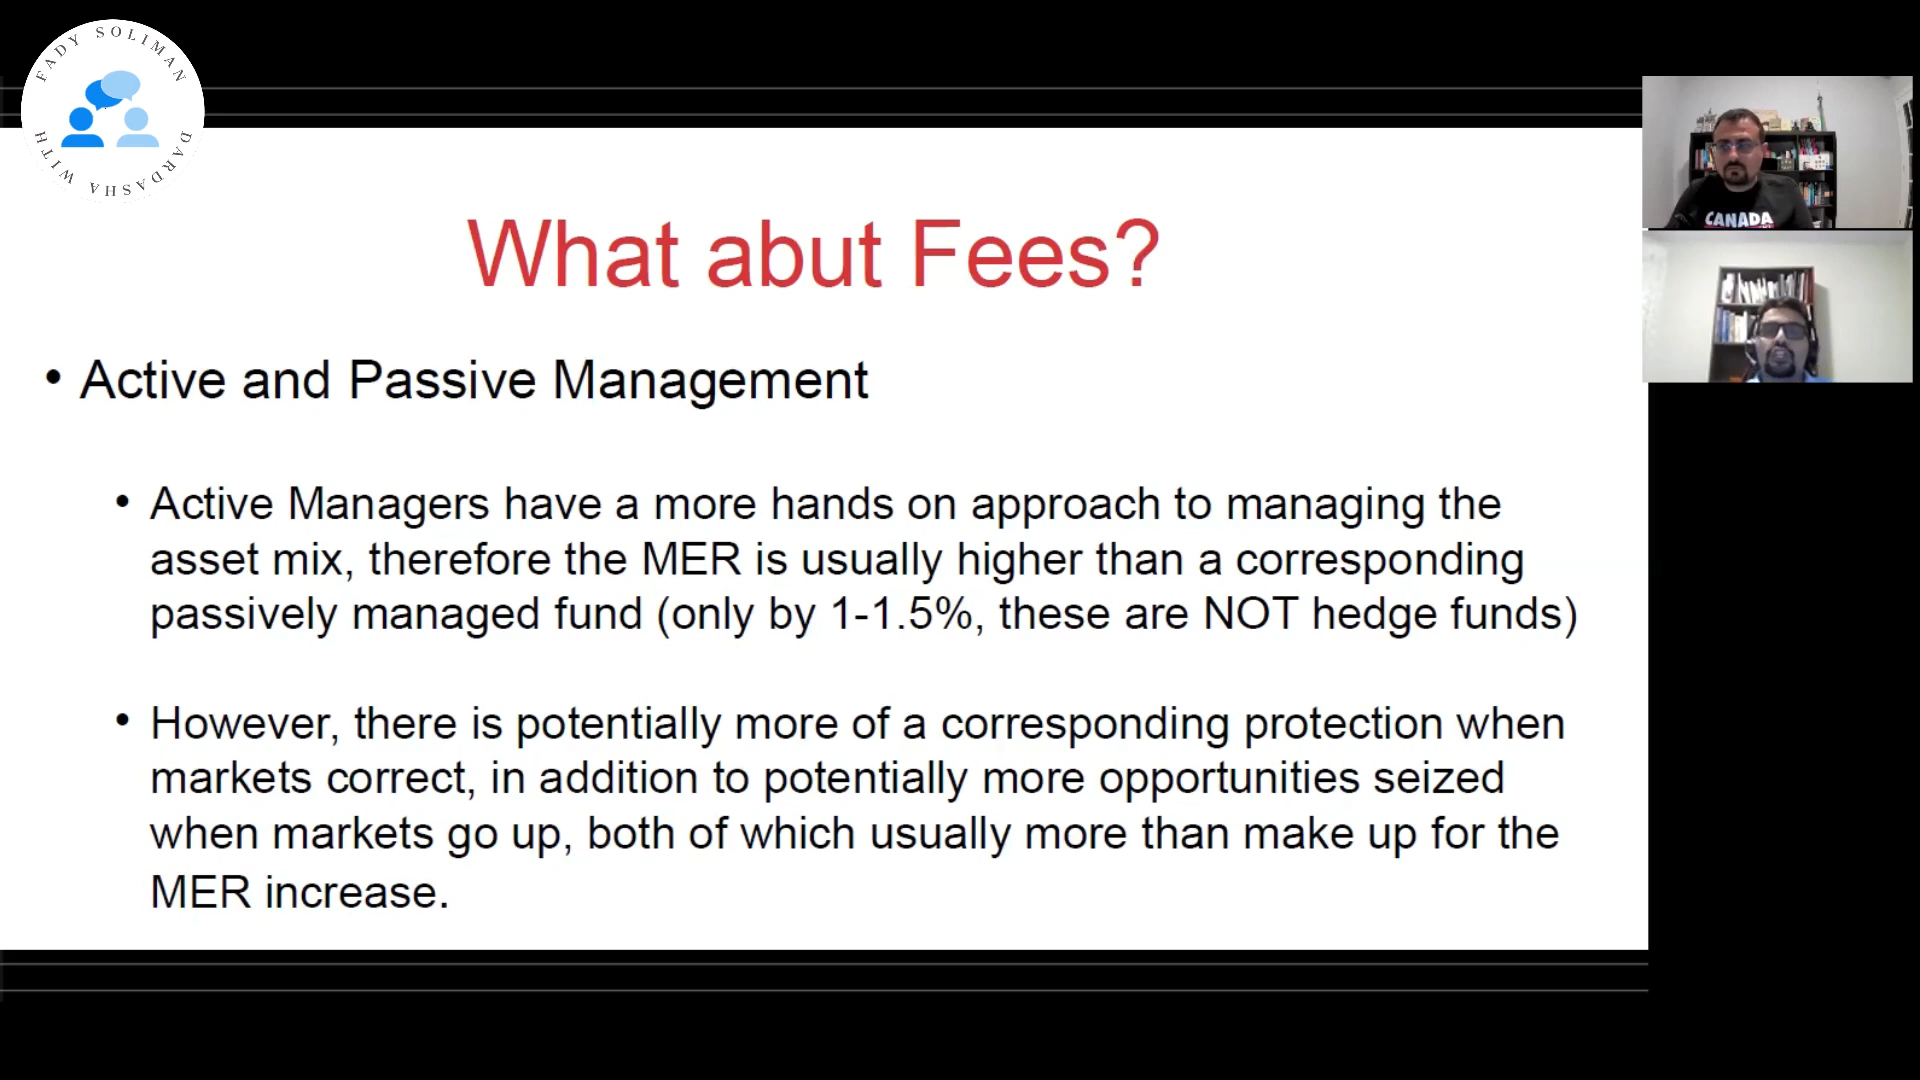 FADY SOLIMAN
DARDASHA WITH
What abut Fees?
• Active and Passive Management
• Active Managers have a more hands on approach to managing the
asset mix, therefore the MER is usually higher than a corresponding
passively managed fund (only by 1-1.5%, these are NOT hedge funds)
• However, there is potentially more of a corresponding protection when
markets correct, in addition to potentially more opportunities seized
when markets go up, both of which usually more than make up for the
MER increase.
CANADA